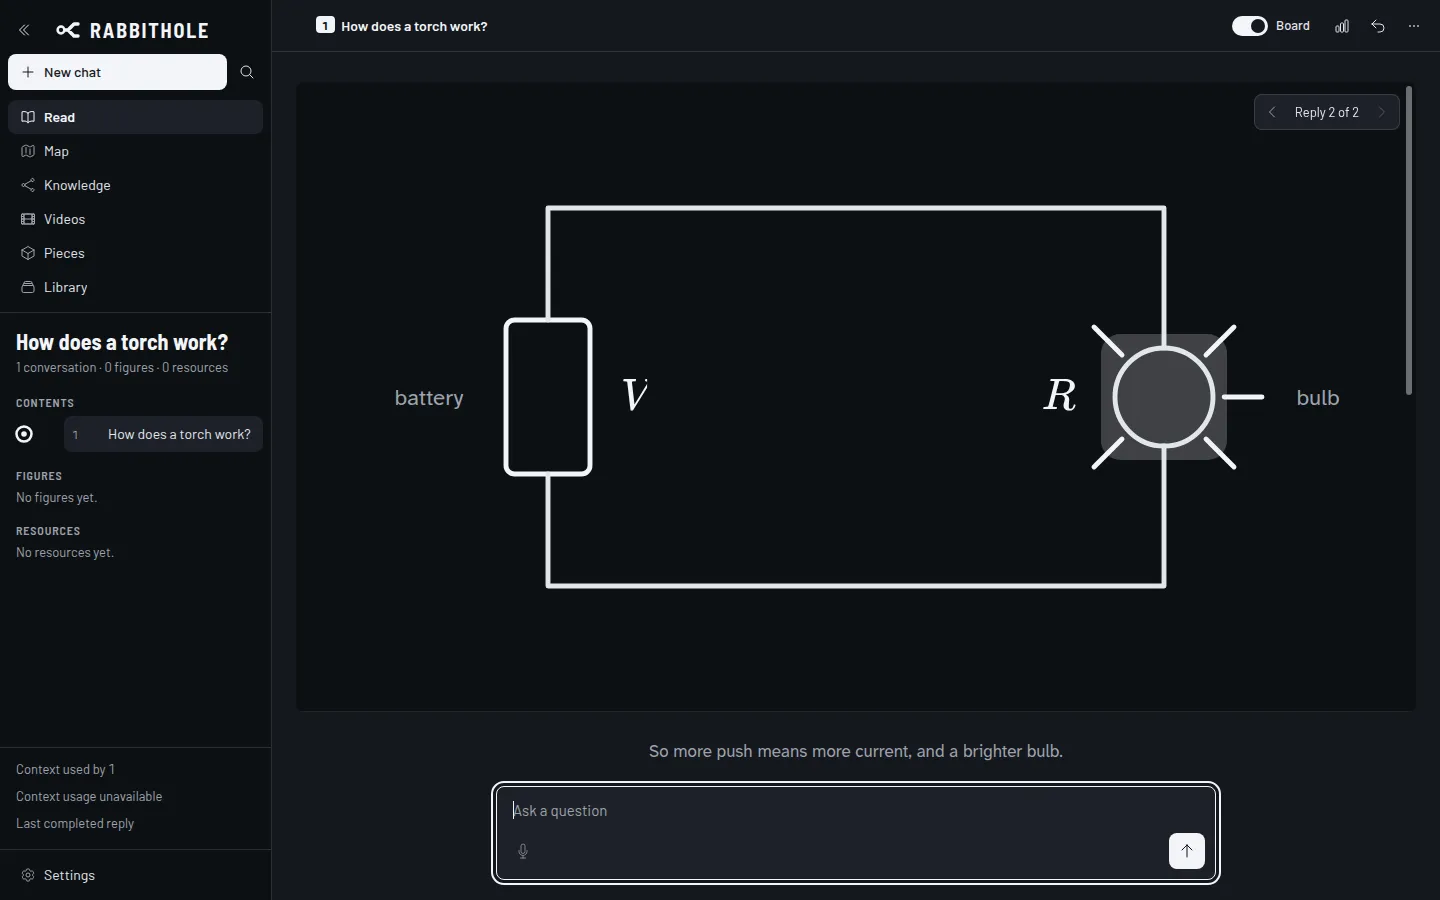 RABBITHOLE
New chat
Read
Map
Knowledge
Videos
Pieces
Library
How does a torch work?
1 conversation · 0 figures · 0 resources
CONTENTS
1 How does a torch work?
FIGURES
No figures yet.
RESOURCES
No resources yet.
Context used by 1
Context usage unavailable
Last completed reply
Settings
1 How does a torch work?
Board
Reply 2 of 2
battery V R bulb
So more push means more current, and a brighter bulb.
Ask a question